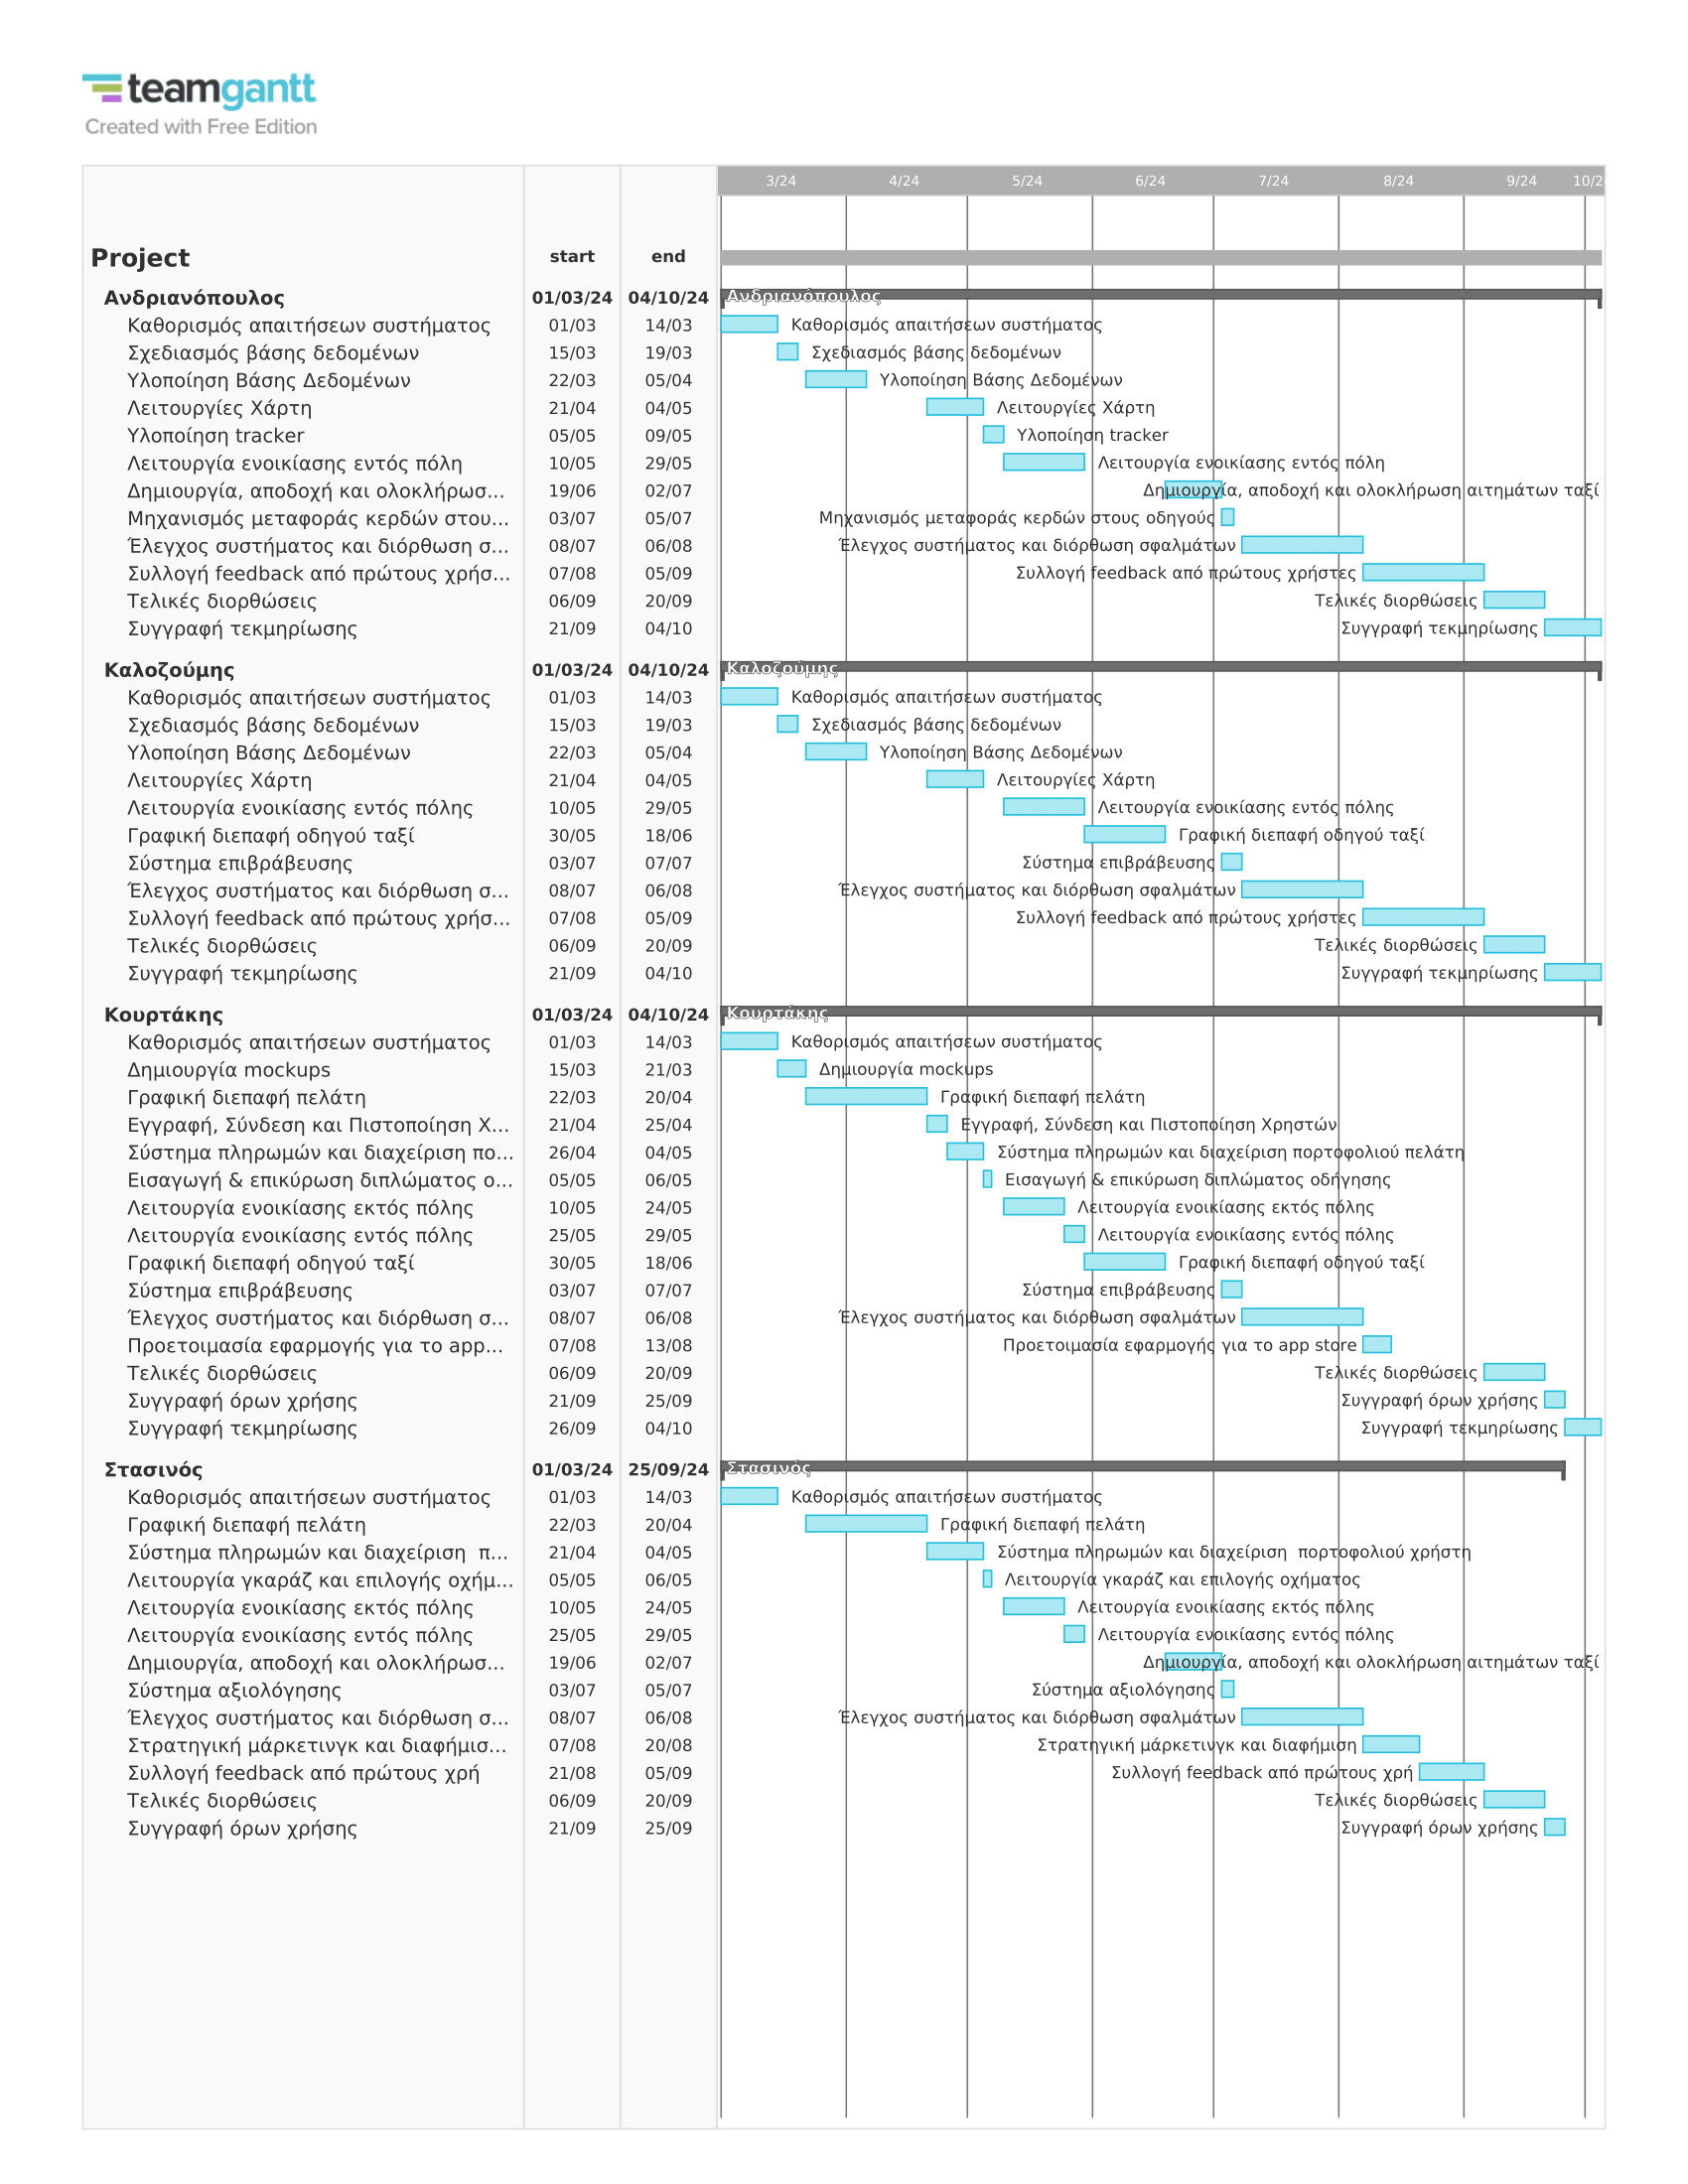 teamgantt
Created with Free Edition
3/24 4/24 5/24 6/24 7/24 8/24 9/24 10/2
Project start end
Ανδριανόπουλος 01/03/24 04/10/24 Ανδριανόπουλος
Καθορισμός απαιτήσεων συστήματος 01/03 14/03 Καθορισμός απαιτήσεων συστήματος
Σχεδιασμός βάσης δεδομένων 15/03 19/03 Σχεδιασμός βάσης δεδομένων
Υλοποίηση Βάσης Δεδομένων 22/03 05/04 Υλοποίηση Βάσης Δεδομένων
Λειτουργίες Χάρτη 21/04 04/05 Λειτουργίες Χάρτη
Υλοποίηση tracker 05/05 09/05 Υλοποίηση tracker
Λειτουργία ενοικίασης εντός πόλη 10/05 29/05 Λειτουργία ενοικίασης εντός πόλη
Δημιουργία, αποδοχή και ολοκλήρωσ... 19/06 02/07 Δημιουργία, αποδοχή και ολοκλήρωση αιτημάτων ταξί
Μηχανισμός μεταφοράς κερδών στου... 03/07 05/07 Μηχανισμός μεταφοράς κερδών στους οδηγούς
Έλεγχος συστήματος και διόρθωση σ... 08/07 06/08 Έλεγχος συστήματος και διόρθωση σφαλμάτων
Συλλογή feedback από πρώτους χρήσ... 07/08 05/09 Συλλογή feedback από πρώτους χρήστες
Τελικές διορθώσεις 06/09 20/09 Τελικές διορθώσεις
Συγγραφή τεκμηρίωσης 21/09 04/10 Συγγραφή τεκμηρίωσης
Καλοζούμης 01/03/24 04/10/24 Καλοζούμης
Καθορισμός απαιτήσεων συστήματος 01/03 14/03 Καθορισμός απαιτήσεων συστήματος
Σχεδιασμός βάσης δεδομένων 15/03 19/03 Σχεδιασμός βάσης δεδομένων
Υλοποίηση Βάσης Δεδομένων 22/03 05/04 Υλοποίηση Βάσης Δεδομένων
Λειτουργίες Χάρτη 21/04 04/05 Λειτουργίες Χάρτη
Λειτουργία ενοικίασης εντός πόλης 10/05 29/05 Λειτουργία ενοικίασης εντός πόλης
Γραφική διεπαφή οδηγού ταξί 30/05 18/06 Γραφική διεπαφή οδηγού ταξί
Σύστημα επιβράβευσης 03/07 07/07 Σύστημα επιβράβευσης
Έλεγχος συστήματος και διόρθωση σ... 08/07 06/08 Έλεγχος συστήματος και διόρθωση σφαλμάτων
Συλλογή feedback από πρώτους χρήσ... 07/08 05/09 Συλλογή feedback από πρώτους χρήστες
Τελικές διορθώσεις 06/09 20/09 Τελικές διορθώσεις
Συγγραφή τεκμηρίωσης 21/09 04/10 Συγγραφή τεκμηρίωσης
Κουρτάκης 01/03/24 04/10/24 Κουρτάκης
Καθορισμός απαιτήσεων συστήματος 01/03 14/03 Καθορισμός απαιτήσεων συστήματος
Δημιουργία mockups 15/03 21/03 Δημιουργία mockups
Γραφική διεπαφή πελάτη 22/03 20/04 Γραφική διεπαφή πελάτη
Εγγραφή, Σύνδεση και Πιστοποίηση Χ... 21/04 25/04 Εγγραφή, Σύνδεση και Πιστοποίηση Χρηστών
Σύστημα πληρωμών και διαχείριση πο... 26/04 04/05 Σύστημα πληρωμών και διαχείριση πορτοφολιού πελάτη
Εισαγωγή & επικύρωση διπλώματος ο... 05/05 06/05 Εισαγωγή & επικύρωση διπλώματος οδήγησης
Λειτουργία ενοικίασης εκτός πόλης 10/05 24/05 Λειτουργία ενοικίασης εκτός πόλης
Λειτουργία ενοικίασης εντός πόλης 25/05 29/05 Λειτουργία ενοικίασης εντός πόλης
Γραφική διεπαφή οδηγού ταξί 30/05 18/06 Γραφική διεπαφή οδηγού ταξί
Σύστημα επιβράβευσης 03/07 07/07 Σύστημα επιβράβευσης
Έλεγχος συστήματος και διόρθωση σ... 08/07 06/08 Έλεγχος συστήματος και διόρθωση σφαλμάτων
Προετοιμασία εφαρμογής για το app... 07/08 13/08 Προετοιμασία εφαρμογής για το app store
Τελικές διορθώσεις 06/09 20/09 Τελικές διορθώσεις
Συγγραφή όρων χρήσης 21/09 25/09 Συγγραφή όρων χρήσης
Συγγραφή τεκμηρίωσης 26/09 04/10 Συγγραφή τεκμηρίωσης
Στασινός 01/03/24 25/09/24 Στασινός
Καθορισμός απαιτήσεων συστήματος 01/03 14/03 Καθορισμός απαιτήσεων συστήματος
Γραφική διεπαφή πελάτη 22/03 20/04 Γραφική διεπαφή πελάτη
Σύστημα πληρωμών και διαχείριση π... 21/04 04/05 Σύστημα πληρωμών και διαχείριση πορτοφολιού χρήστη
Λειτουργία γκαράζ και επιλογής οχήμ... 05/05 06/05 Λειτουργία γκαράζ και επιλογής οχήματος
Λειτουργία ενοικίασης εκτός πόλης 10/05 24/05 Λειτουργία ενοικίασης εκτός πόλης
Λειτουργία ενοικίασης εντός πόλης 25/05 29/05 Λειτουργία ενοικίασης εντός πόλης
Δημιουργία, αποδοχή και ολοκλήρωσ... 19/06 02/07 Δημιουργία, αποδοχή και ολοκλήρωση αιτημάτων ταξί
Σύστημα αξιολόγησης 03/07 05/07 Σύστημα αξιολόγησης
Έλεγχος συστήματος και διόρθωση σ... 08/07 06/08 Έλεγχος συστήματος και διόρθωση σφαλμάτων
Στρατηγική μάρκετινγκ και διαφήμισ... 07/08 20/08 Στρατηγική μάρκετινγκ και διαφήμιση
Συλλογή feedback από πρώτους χρή 21/08 05/09 Συλλογή feedback από πρώτους χρή
Τελικές διορθώσεις 06/09 20/09 Τελικές διορθώσεις
Συγγραφή όρων χρήσης 21/09 25/09 Συγγραφή όρων χρήσης